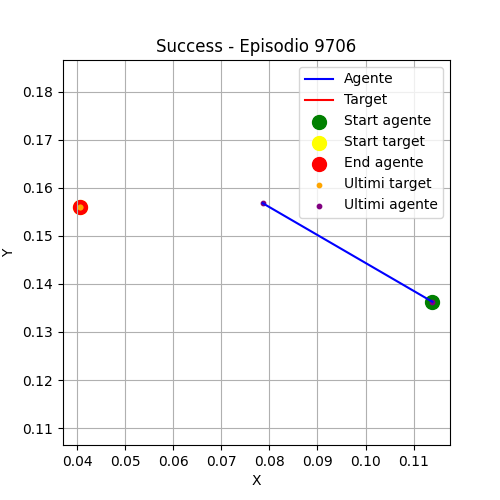 Success - Episodio 9706
Agente
Target
Start agente
Start target
End agente
Ultimi target
Ultimi agente
0.18
0.17
0.16
0.15
0.14
0.13
0.12
0.11
Y
0.04 0.05 0.06 0.07 0.08 0.09 0.10 0.11
X